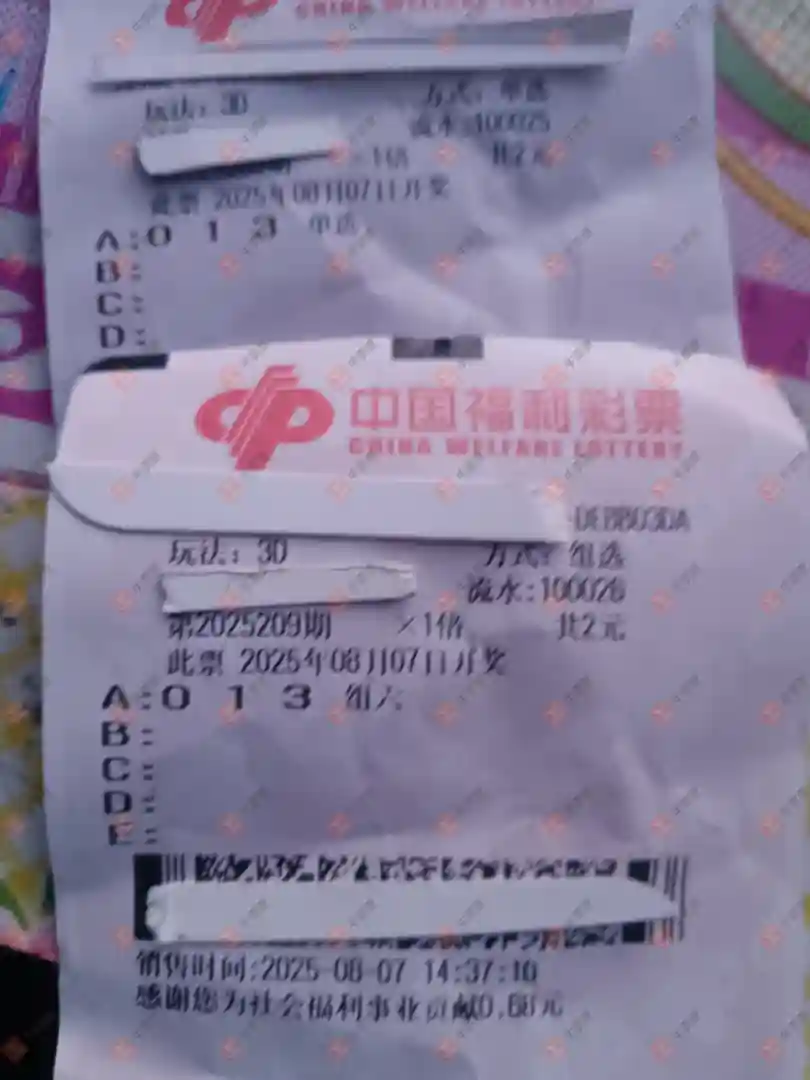 CHINA WELFARE LOTTERY
玩法：3D 方式：单选
流水:100025
×1倍 共2元
此票 2025年08月07日开奖
A:0 1 3 单选
B:
C:
D:
中国福利彩票
CHINA WELFARE LOTTERY
玩法：3D 方式：组选
流水:100026
第2025209期 ×1倍 共2元
此票 2025年08月07日开奖
A:0 1 3 组六
B:
C:
D:
E:
销售时间:2025-08-07 14:37:10
感谢您为社会福利事业贡献0.68元